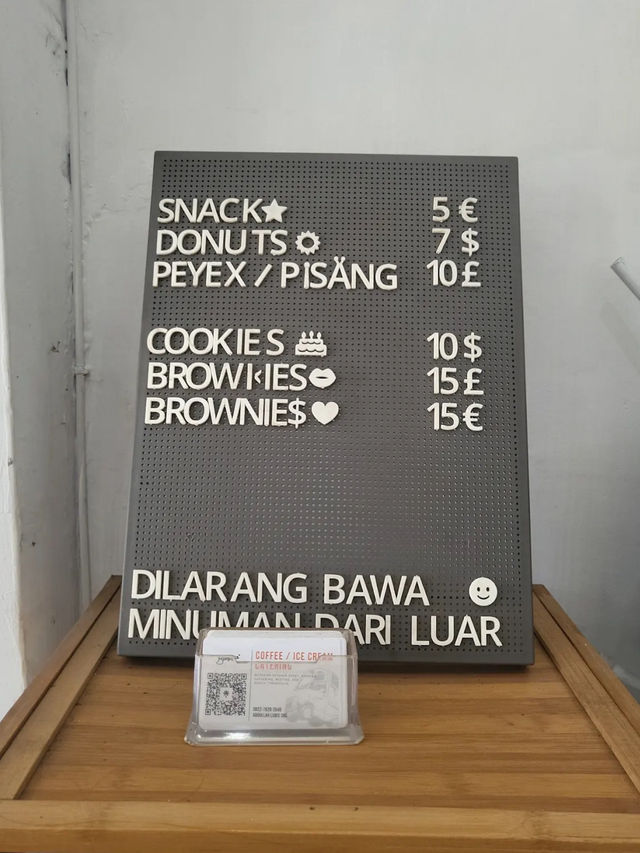 SNACK★ 5 €
DONUTS 7 $
PEYEX / PISÄNG 10£
COOKIES 10 $
BROWKIES 15£
BROWNIE$ ♥ 15€
DILARANG BAWA ☻
MINUMAN DARI LUAR
COFFEE / ICE CREAM
CATERING